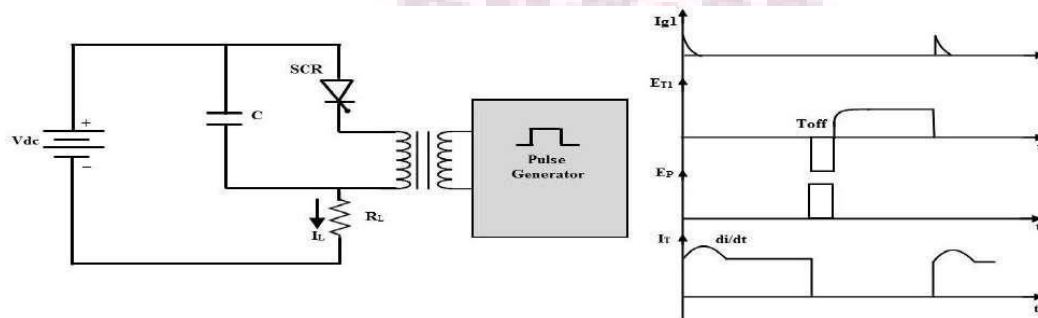 SCR
C
+
Vdc
−
Pulse
Generator
RL
IL
Ig1
t
ET1
Toff
EP
IT
di/dt
t